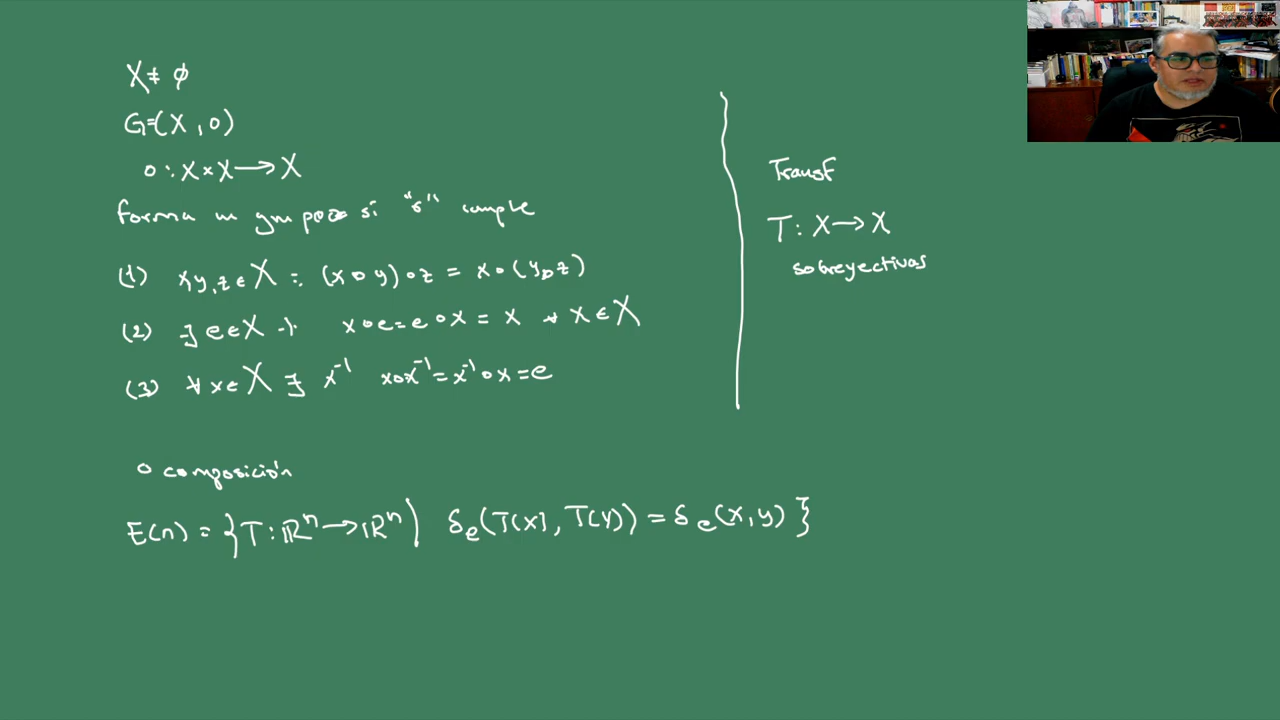 X ≠ ∅
G=(X, ∘)
∘ : X × X → X
forma un grupo si "∘" cumple
(1) x y, z ∈ X ∴ (x ∘ y) ∘ z = x ∘ (y ∘ z)
(2) ∃ e ∈ X ∙|∙ x ∘ e = e ∘ x = x ∀ x ∈ X
(3) ∀ x ∈ X ∃ x⁻¹ x∘x⁻¹ = x⁻¹ ∘ x = e
∘ composición
E(n) = {T : ℝⁿ → ℝⁿ | δₑ(T(x), T(y)) = δₑ(x, y)}
Transf
T : X → X
sobreyectivas